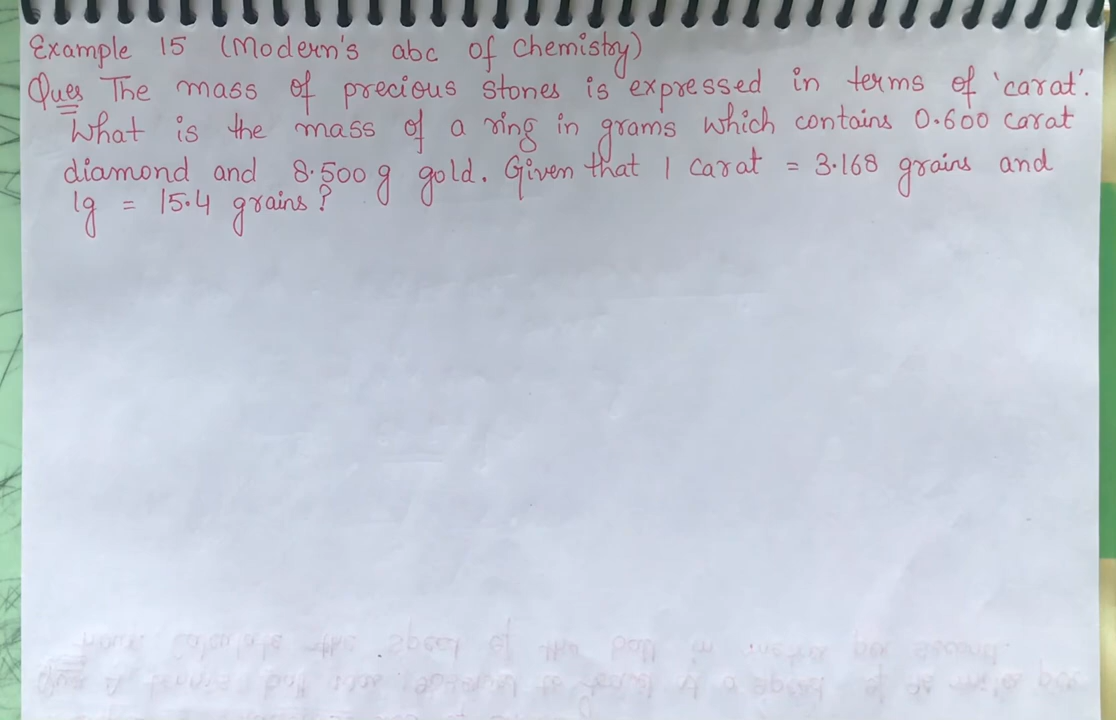 Example 15 (Modern's abc of Chemistry)
Ques The mass of precious stones is expressed in terms of 'carat'.
What is the mass of a ring in grams which contains 0.600 carat
diamond and 8.500 g gold. Given that 1 carat = 3.168 grains and
1g = 15.4 grains?